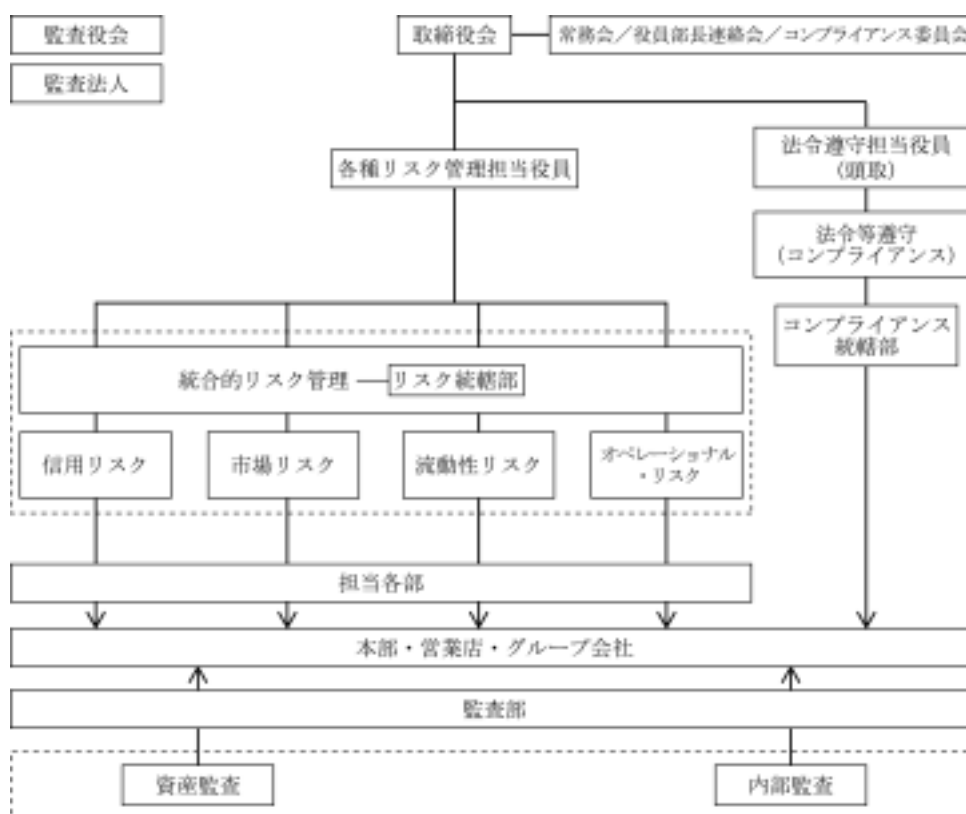 監査役会
取締役会
常務会／役員部長連絡会／コンプライアンス委員会
監査法人
各種リスク管理担当役員
法令遵守担当役員
(頭取)
法令等遵守
(コンプライアンス)
コンプライアンス
統轄部
統合的リスク管理
リスク統轄部
信用リスク
市場リスク
流動性リスク
オペレーショナル
・リスク
担当各部
本部・営業店・グループ会社
監査部
資産監査
内部監査